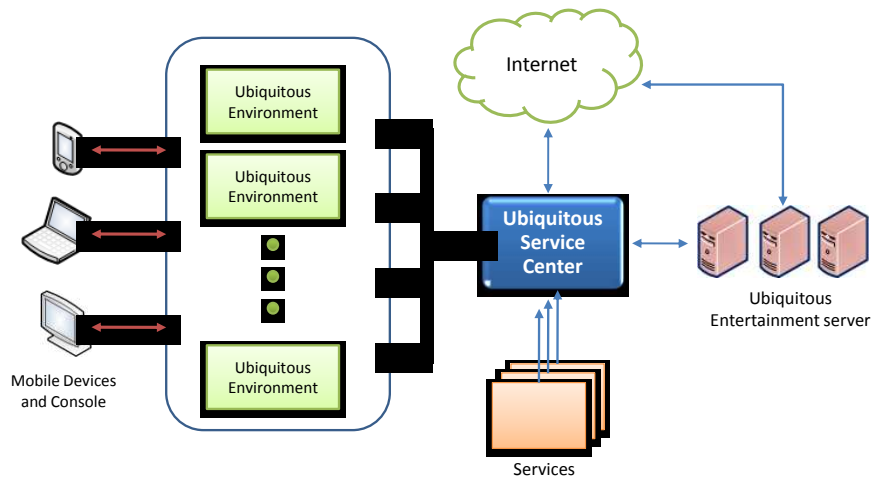 Internet
Ubiquitous
Environment
Ubiquitous
Environment
Ubiquitous
Environment
Mobile Devices
and Console
Ubiquitous
Service
Center
Ubiquitous
Entertainment server
Services